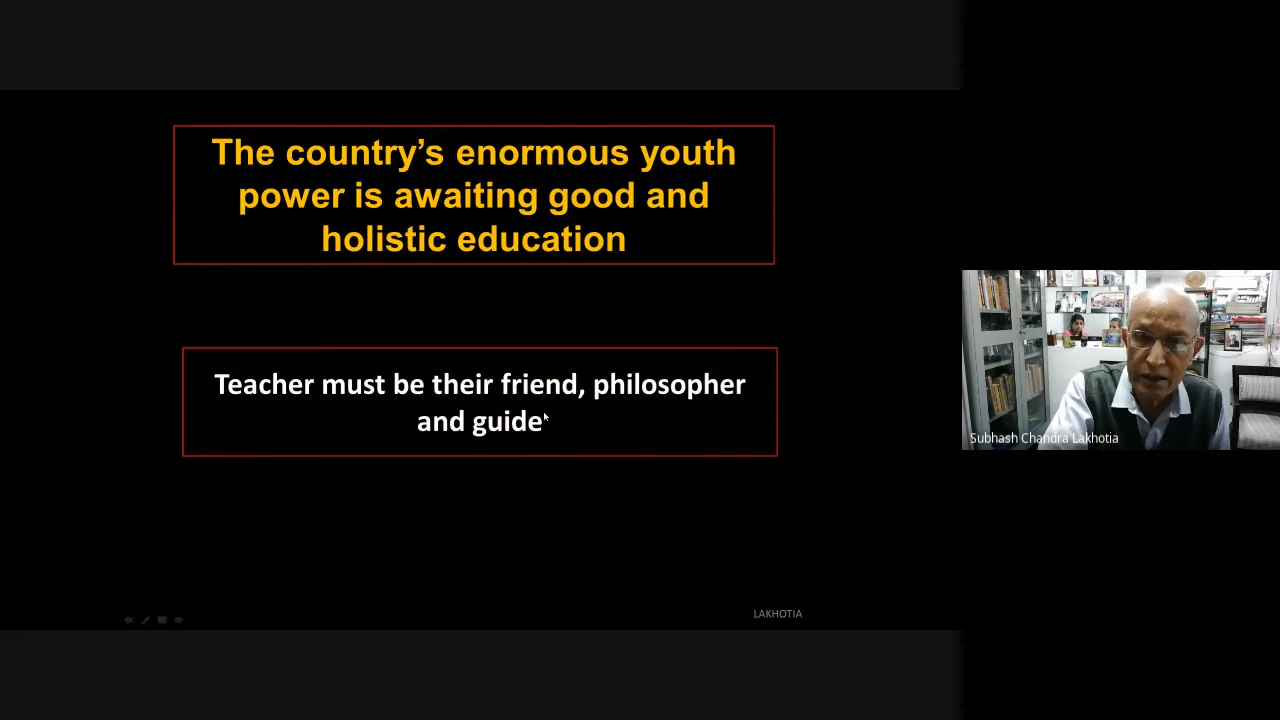 The country’s enormous youth
power is awaiting good and
holistic education
Teacher must be their friend, philosopher
and guide
Subhash Chandra Lakhotia
LAKHOTIA